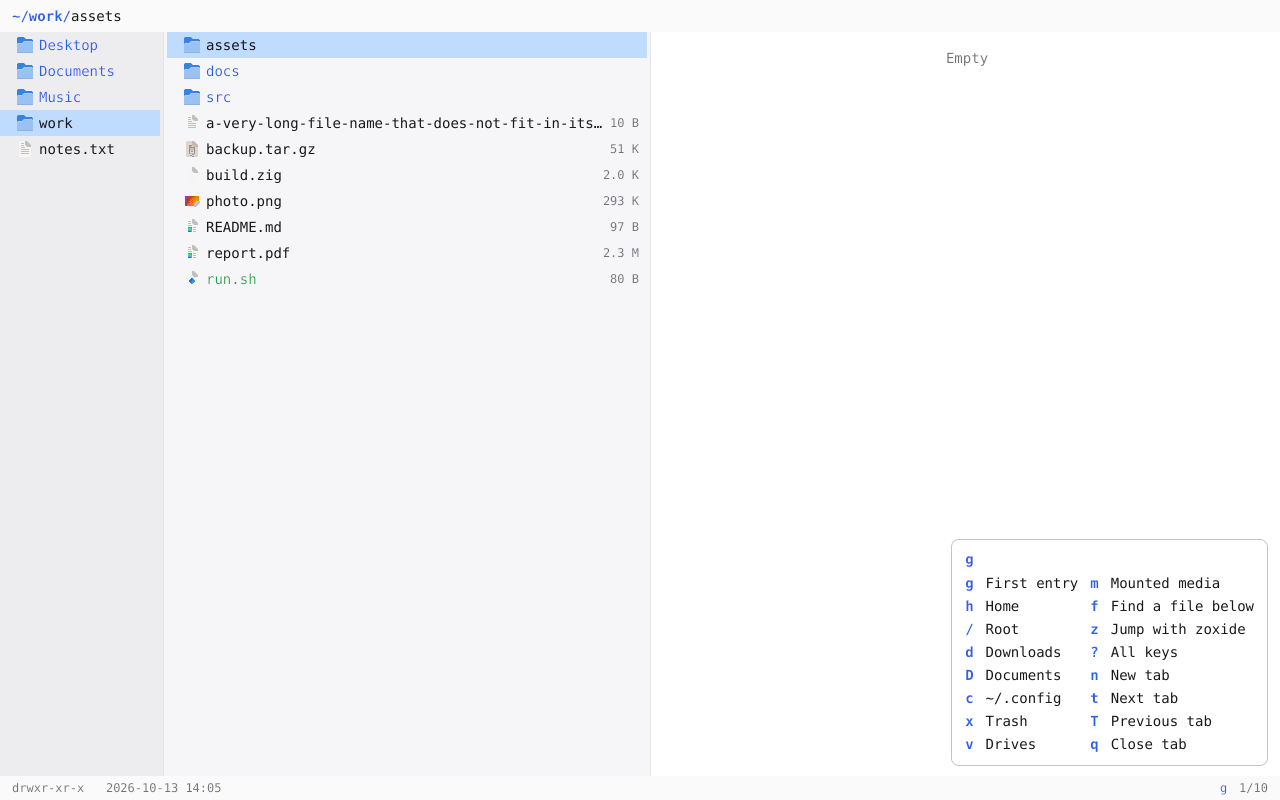 ~/work/assets
Desktop
Documents
Music
work
notes.txt
assets
docs
src
a-very-long-file-name-that-does-not-fit-in-its… 10 B
backup.tar.gz 51 K
build.zig 2.0 K
photo.png 293 K
README.md 97 B
report.pdf 2.3 M
run.sh 80 B
Empty
g
g First entry m Mounted media
h Home f Find a file below
/ Root z Jump with zoxide
d Downloads ? All keys
D Documents n New tab
c ~/.config t Next tab
x Trash T Previous tab
v Drives q Close tab
drwxr-xr-x 2026-10-13 14:05 g 1/10